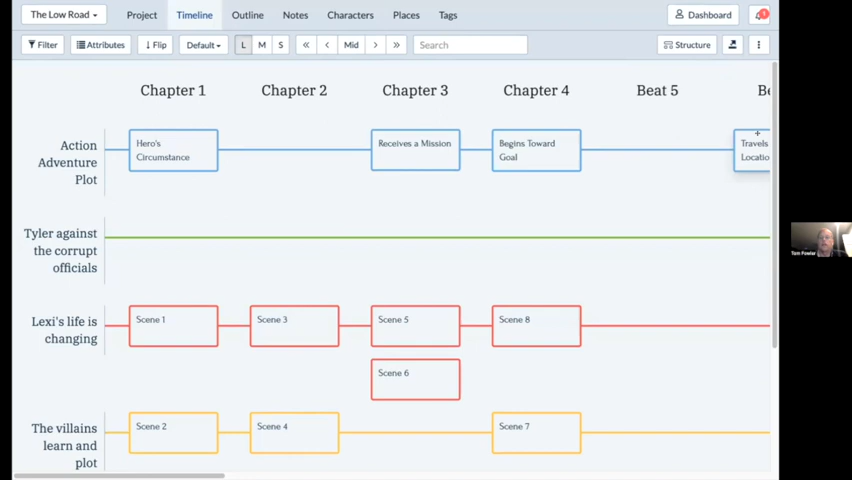 The Low Road
Project
Timeline
Outline
Notes
Characters
Places
Tags
Dashboard
Filter
Attributes
Flip
Default
L
M
S
Mid
Search
Structure
Chapter 1
Chapter 2
Chapter 3
Chapter 4
Beat 5
Be
Action
Adventure
Plot
Hero's
Circumstance
Receives a Mission
Begins Toward
Goal
Travels
Locatio
Tyler against
the corrupt
officials
Lexi's life is
changing
Scene 1
Scene 3
Scene 5
Scene 8
Scene 6
The villains
learn and
plot
Scene 2
Scene 4
Scene 7
Tom Fowler